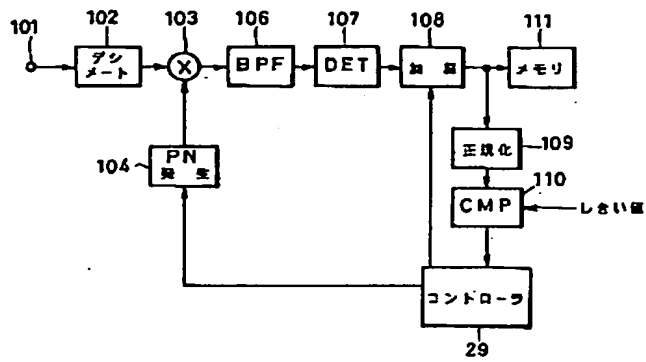 101
102
103
106
107
108
111
デシ
メート
X
BPF
DET
加 算
メモリ
104
PN
発 生
正規化
109
110
CMP
しきい値
コントローラ
29